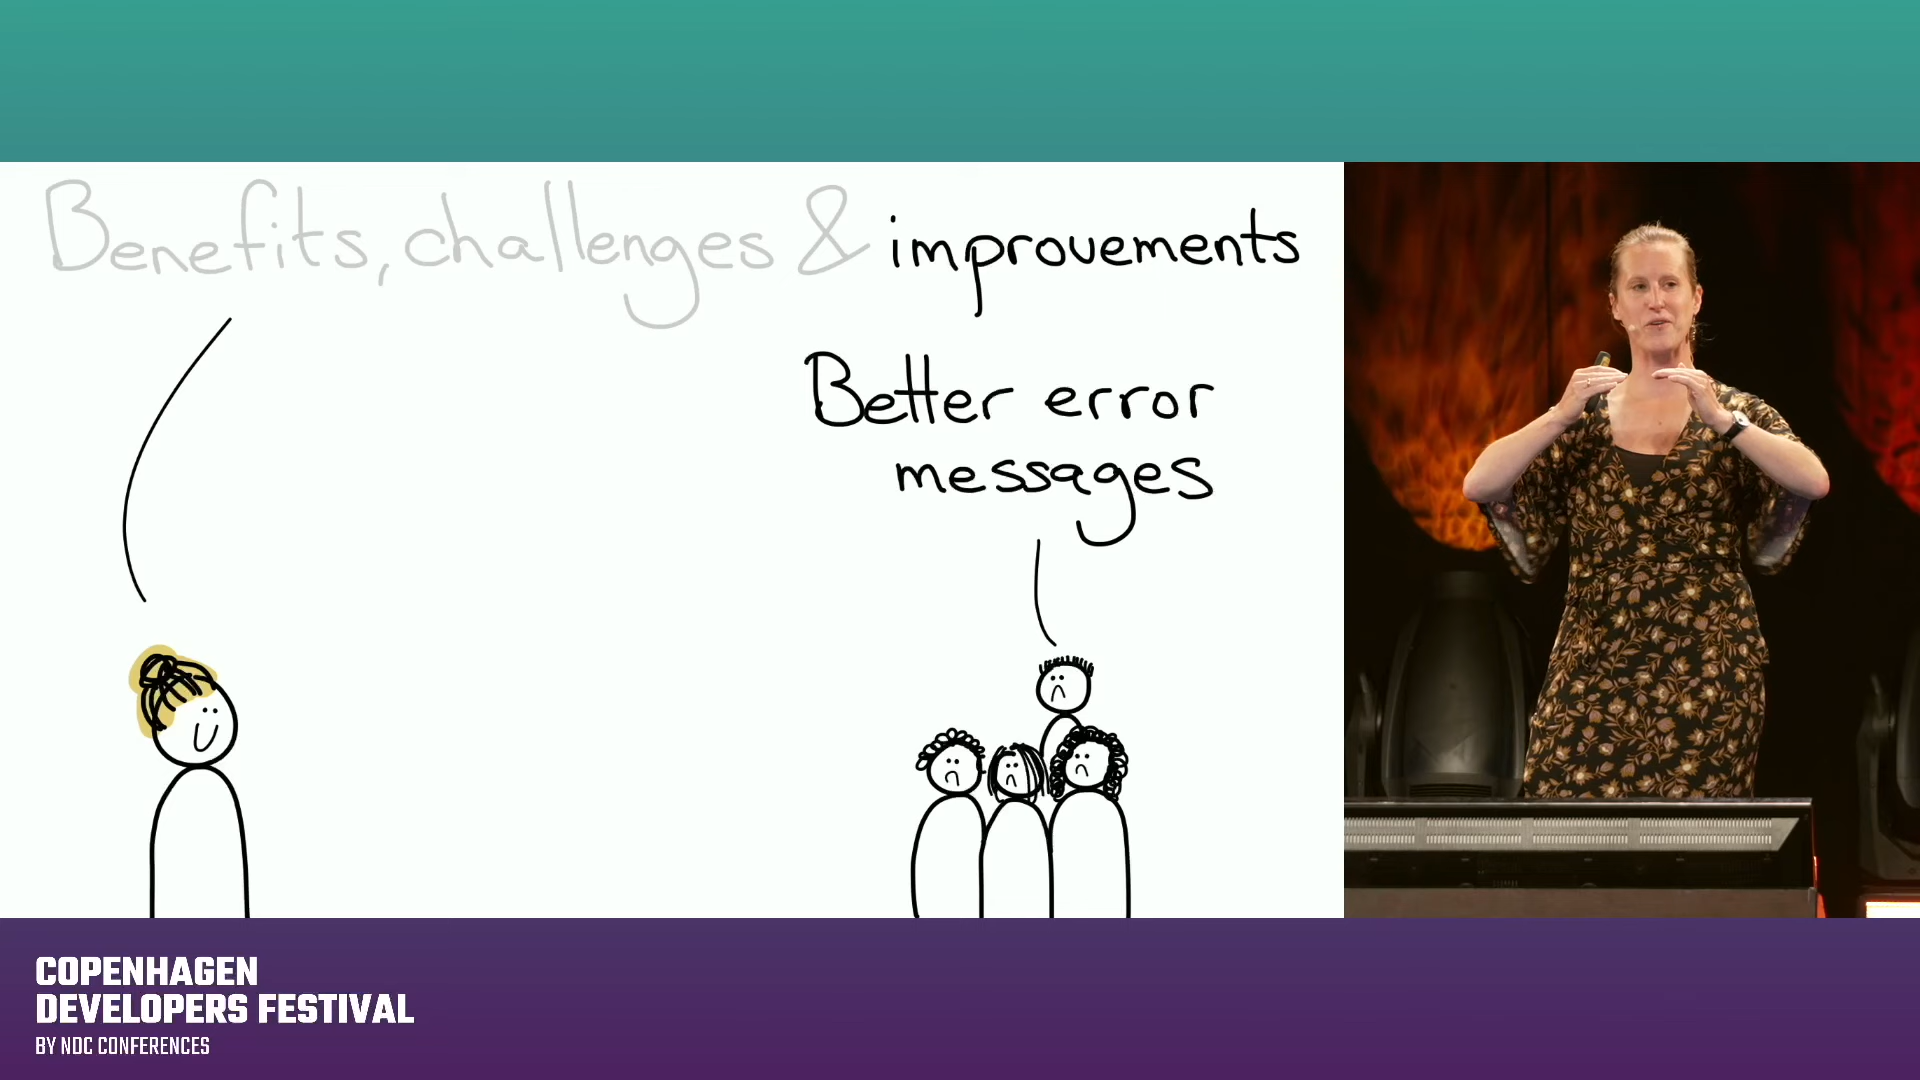 Benefits, challenges & improvements
Better error
messages
COPENHAGEN
DEVELOPERS FESTIVAL
BY NDC CONFERENCES